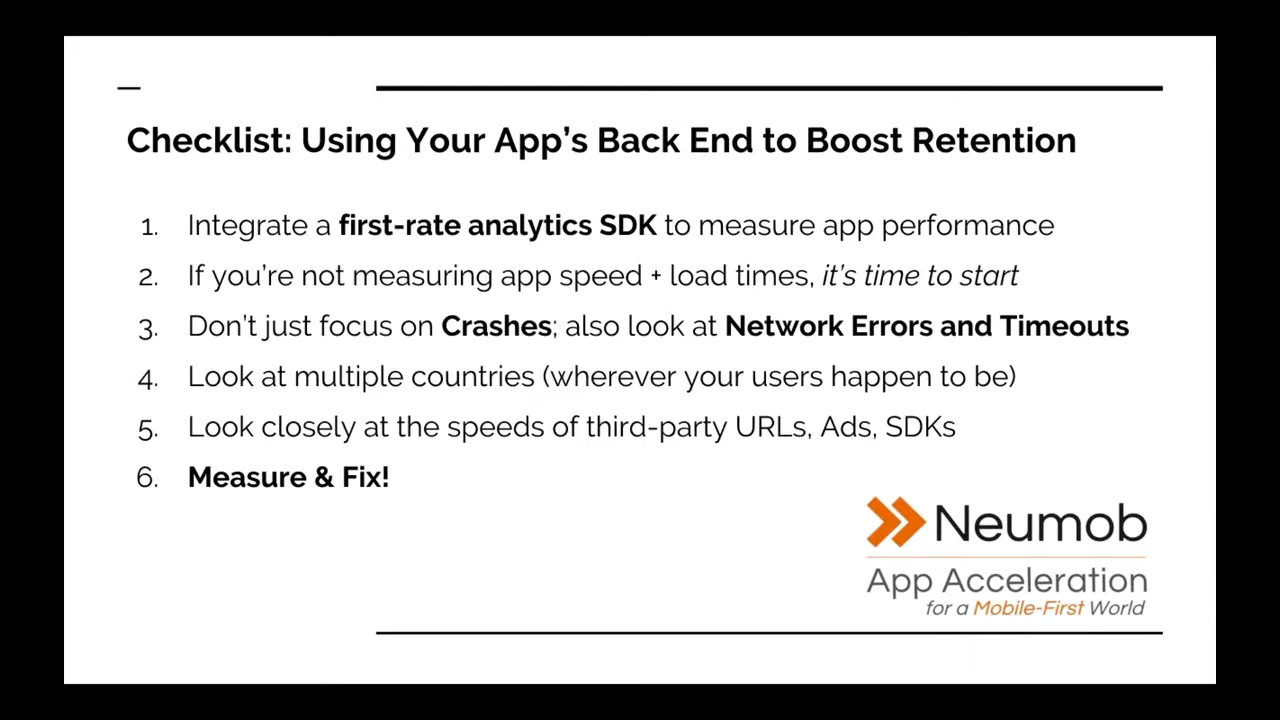 Checklist: Using Your App’s Back End to Boost Retention
1. Integrate a first-rate analytics SDK to measure app performance
2. If you’re not measuring app speed + load times, it’s time to start
3. Don’t just focus on Crashes; also look at Network Errors and Timeouts
4. Look at multiple countries (wherever your users happen to be)
5. Look closely at the speeds of third-party URLs, Ads, SDKs
6. Measure & Fix!
Neumob
App Acceleration
for a Mobile-First World